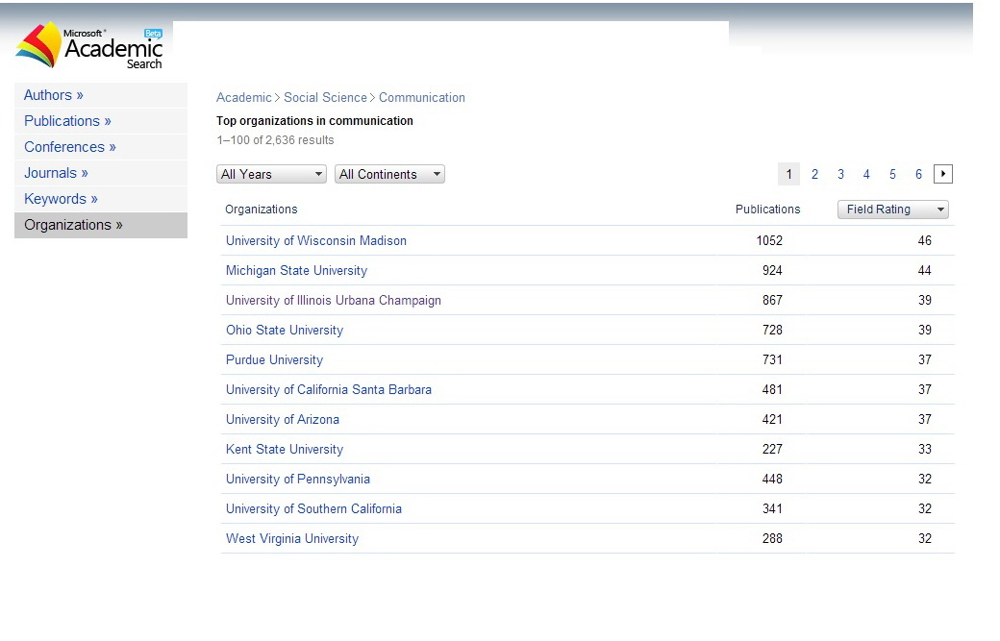 Microsoft® Beta
Academic
Search
Authors »
Publications »
Conferences »
Journals »
Keywords »
Organizations »
Academic > Social Science > Communication
Top organizations in communication
1–100 of 2,636 results
All Years All Continents 1 2 3 4 5 6
Organizations Publications Field Rating
University of Wisconsin Madison 1052 46
Michigan State University 924 44
University of Illinois Urbana Champaign 867 39
Ohio State University 728 39
Purdue University 731 37
University of California Santa Barbara 481 37
University of Arizona 421 37
Kent State University 227 33
University of Pennsylvania 448 32
University of Southern California 341 32
West Virginia University 288 32